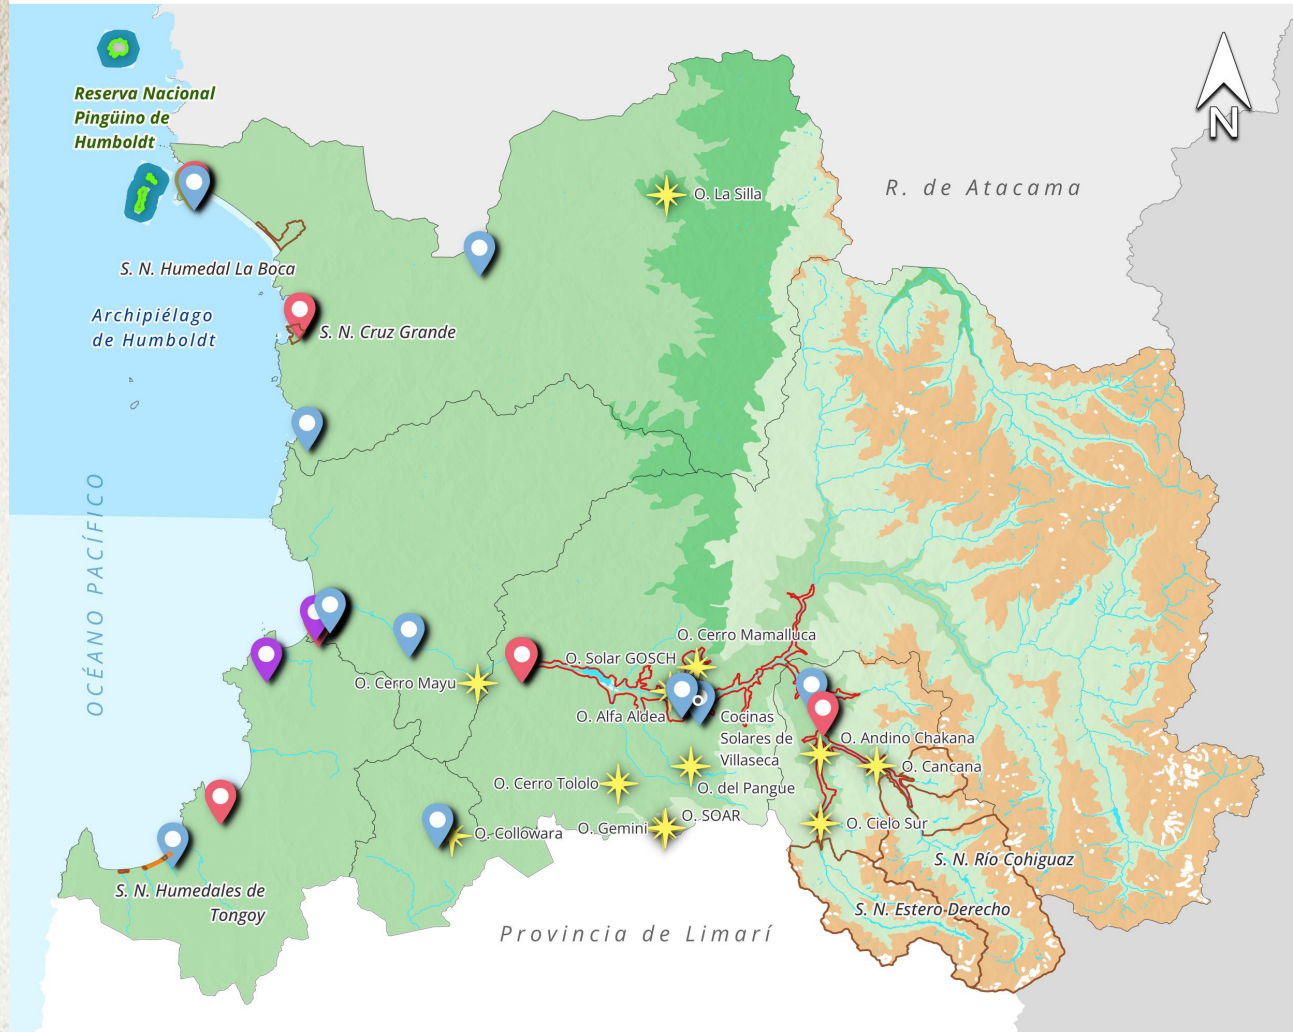 Reserva Nacional
Pingüino de
Humboldt
N
R. de Atacama
O. La Silla
S. N. Humedal La Boca
Archipiélago
de Humboldt
S. N. Cruz Grande
OCÉANO PACÍFICO
O. Cerro Mamalluca
O. Solar GOSCH
O. Cerro Mayu
O. Alfa Aldea
Cocinas
Solares de
Villaseca
O. Andino Chakana
O. Cancana
O. Cerro Tololo
O. del Pangue
O. SOAR
O. Collowara
O. Gemini
O. Cielo Sur
S. N. Río Cohiguaz
S. N. Humedales de
Tongoy
S. N. Estero Derecho
Provincia de Limarí